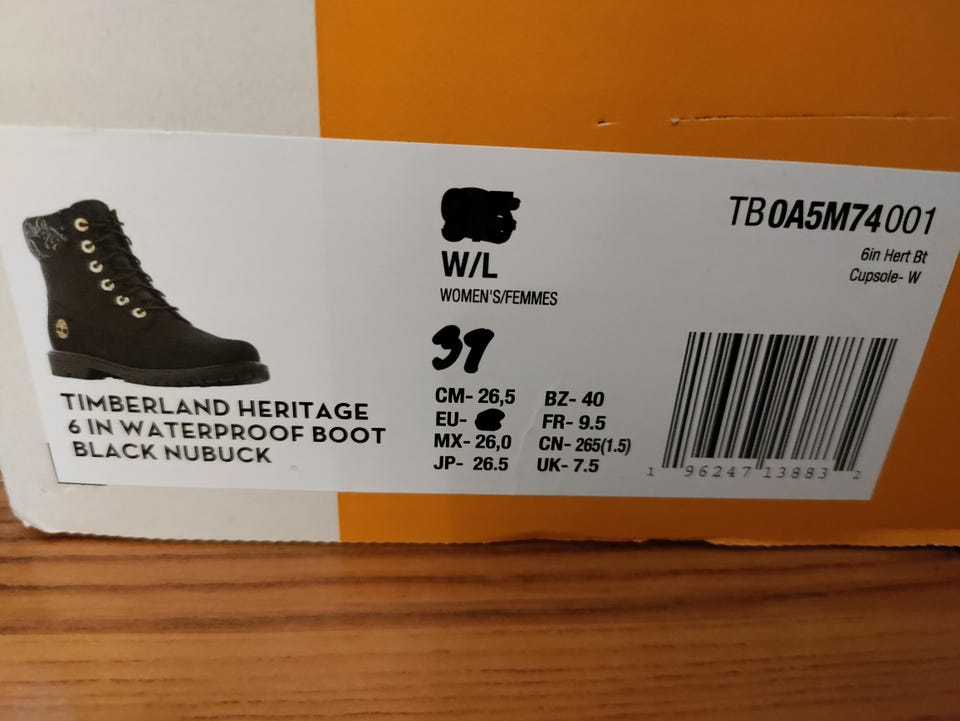 W/L
WOMEN'S/FEMMES
39
CM- 26,5 BZ- 40
EU- FR- 9.5
MX- 26,0 CN- 265(1.5)
JP- 26.5 UK- 7.5
TIMBERLAND HERITAGE
6 IN WATERPROOF BOOT
BLACK NUBUCK
TB0A5M74001
6in Hert Bt
Cupsole- W
1 96247 13883 2